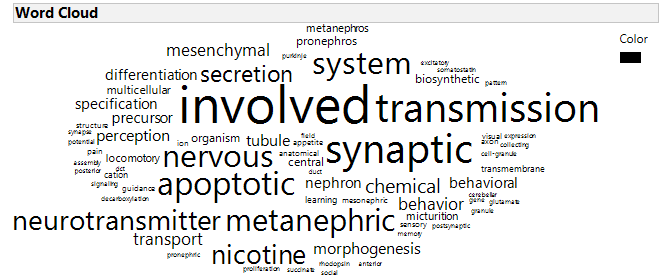 Word Cloud
metanephros
pronephros
Color
mesenchymal
purkinje
system
excitatory
somatostatin
differentiation
secretion
biosynthetic
pattern
multicellular
specification
involved
transmission
precursor
structure
synapse
perception
ion
organism
tubule
field
appetite
synaptic
visual
expression
potential
axon
collecting
pain
locomotory
nervous
anatomical
central
cell-granule
assembly
posterior
dct
cation
duct
transmembrane
signaling
guidance
apoptotic
nephron
chemical
behavioral
decarboxylation
learning
mesonephric
behavior
cerebellar
gene
glutamate
granule
neurotransmitter
metanephric
micturition
sensory
postsynaptic
memory
transport
nicotine
morphogenesis
pronephric
proliferation
rhodopsin
anterior
succinate
social